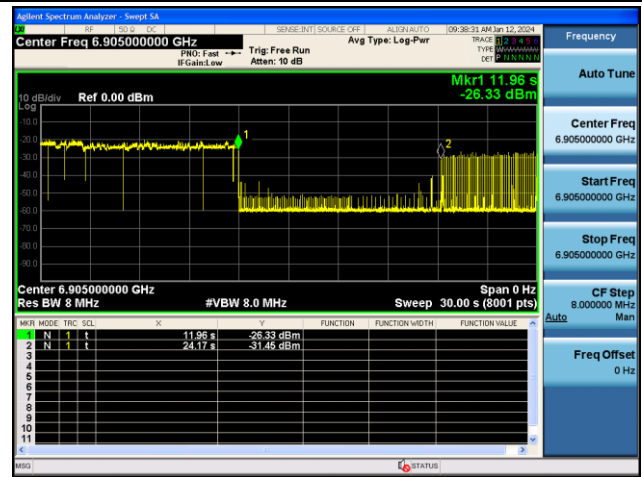 Agilent Spectrum Analyzer - Swept SA
RF 50 Ω DC SENSE:INT SOURCE OFF ALIGN AUTO 09:38:31 AM Jan 12, 2024
Center Freq 6.905000000 GHz
PNO: Fast
IFGain:Low
Trig: Free Run
Atten: 10 dB
Avg Type: Log-Pwr
TRACE 1 2 3 4 5 6
TYPE
DET P N N N N N
Mkr1 11.96 s
-26.33 dBm
10 dB/div Ref 0.00 dBm
Log
-10.0
-20.0
-30.0
-40.0
-50.0
-60.0
-70.0
-80.0
-90.0
1
2
Center 6.905000000 GHz Span 0 Hz
Res BW 8 MHz #VBW 8.0 MHz Sweep 30.00 s (8001 pts)
MKR MODE TRC SCL X Y FUNCTION FUNCTION WIDTH FUNCTION VALUE
1 N 1 t 11.96 s -26.33 dBm
2 N 1 t 24.17 s -31.45 dBm
3
4
5
6
7
8
9
10
11
MSG STATUS
Frequency
Auto Tune
Center Freq
6.905000000 GHz
Start Freq
6.905000000 GHz
Stop Freq
6.905000000 GHz
CF Step
8.000000 MHz
Auto Man
Freq Offset
0 Hz